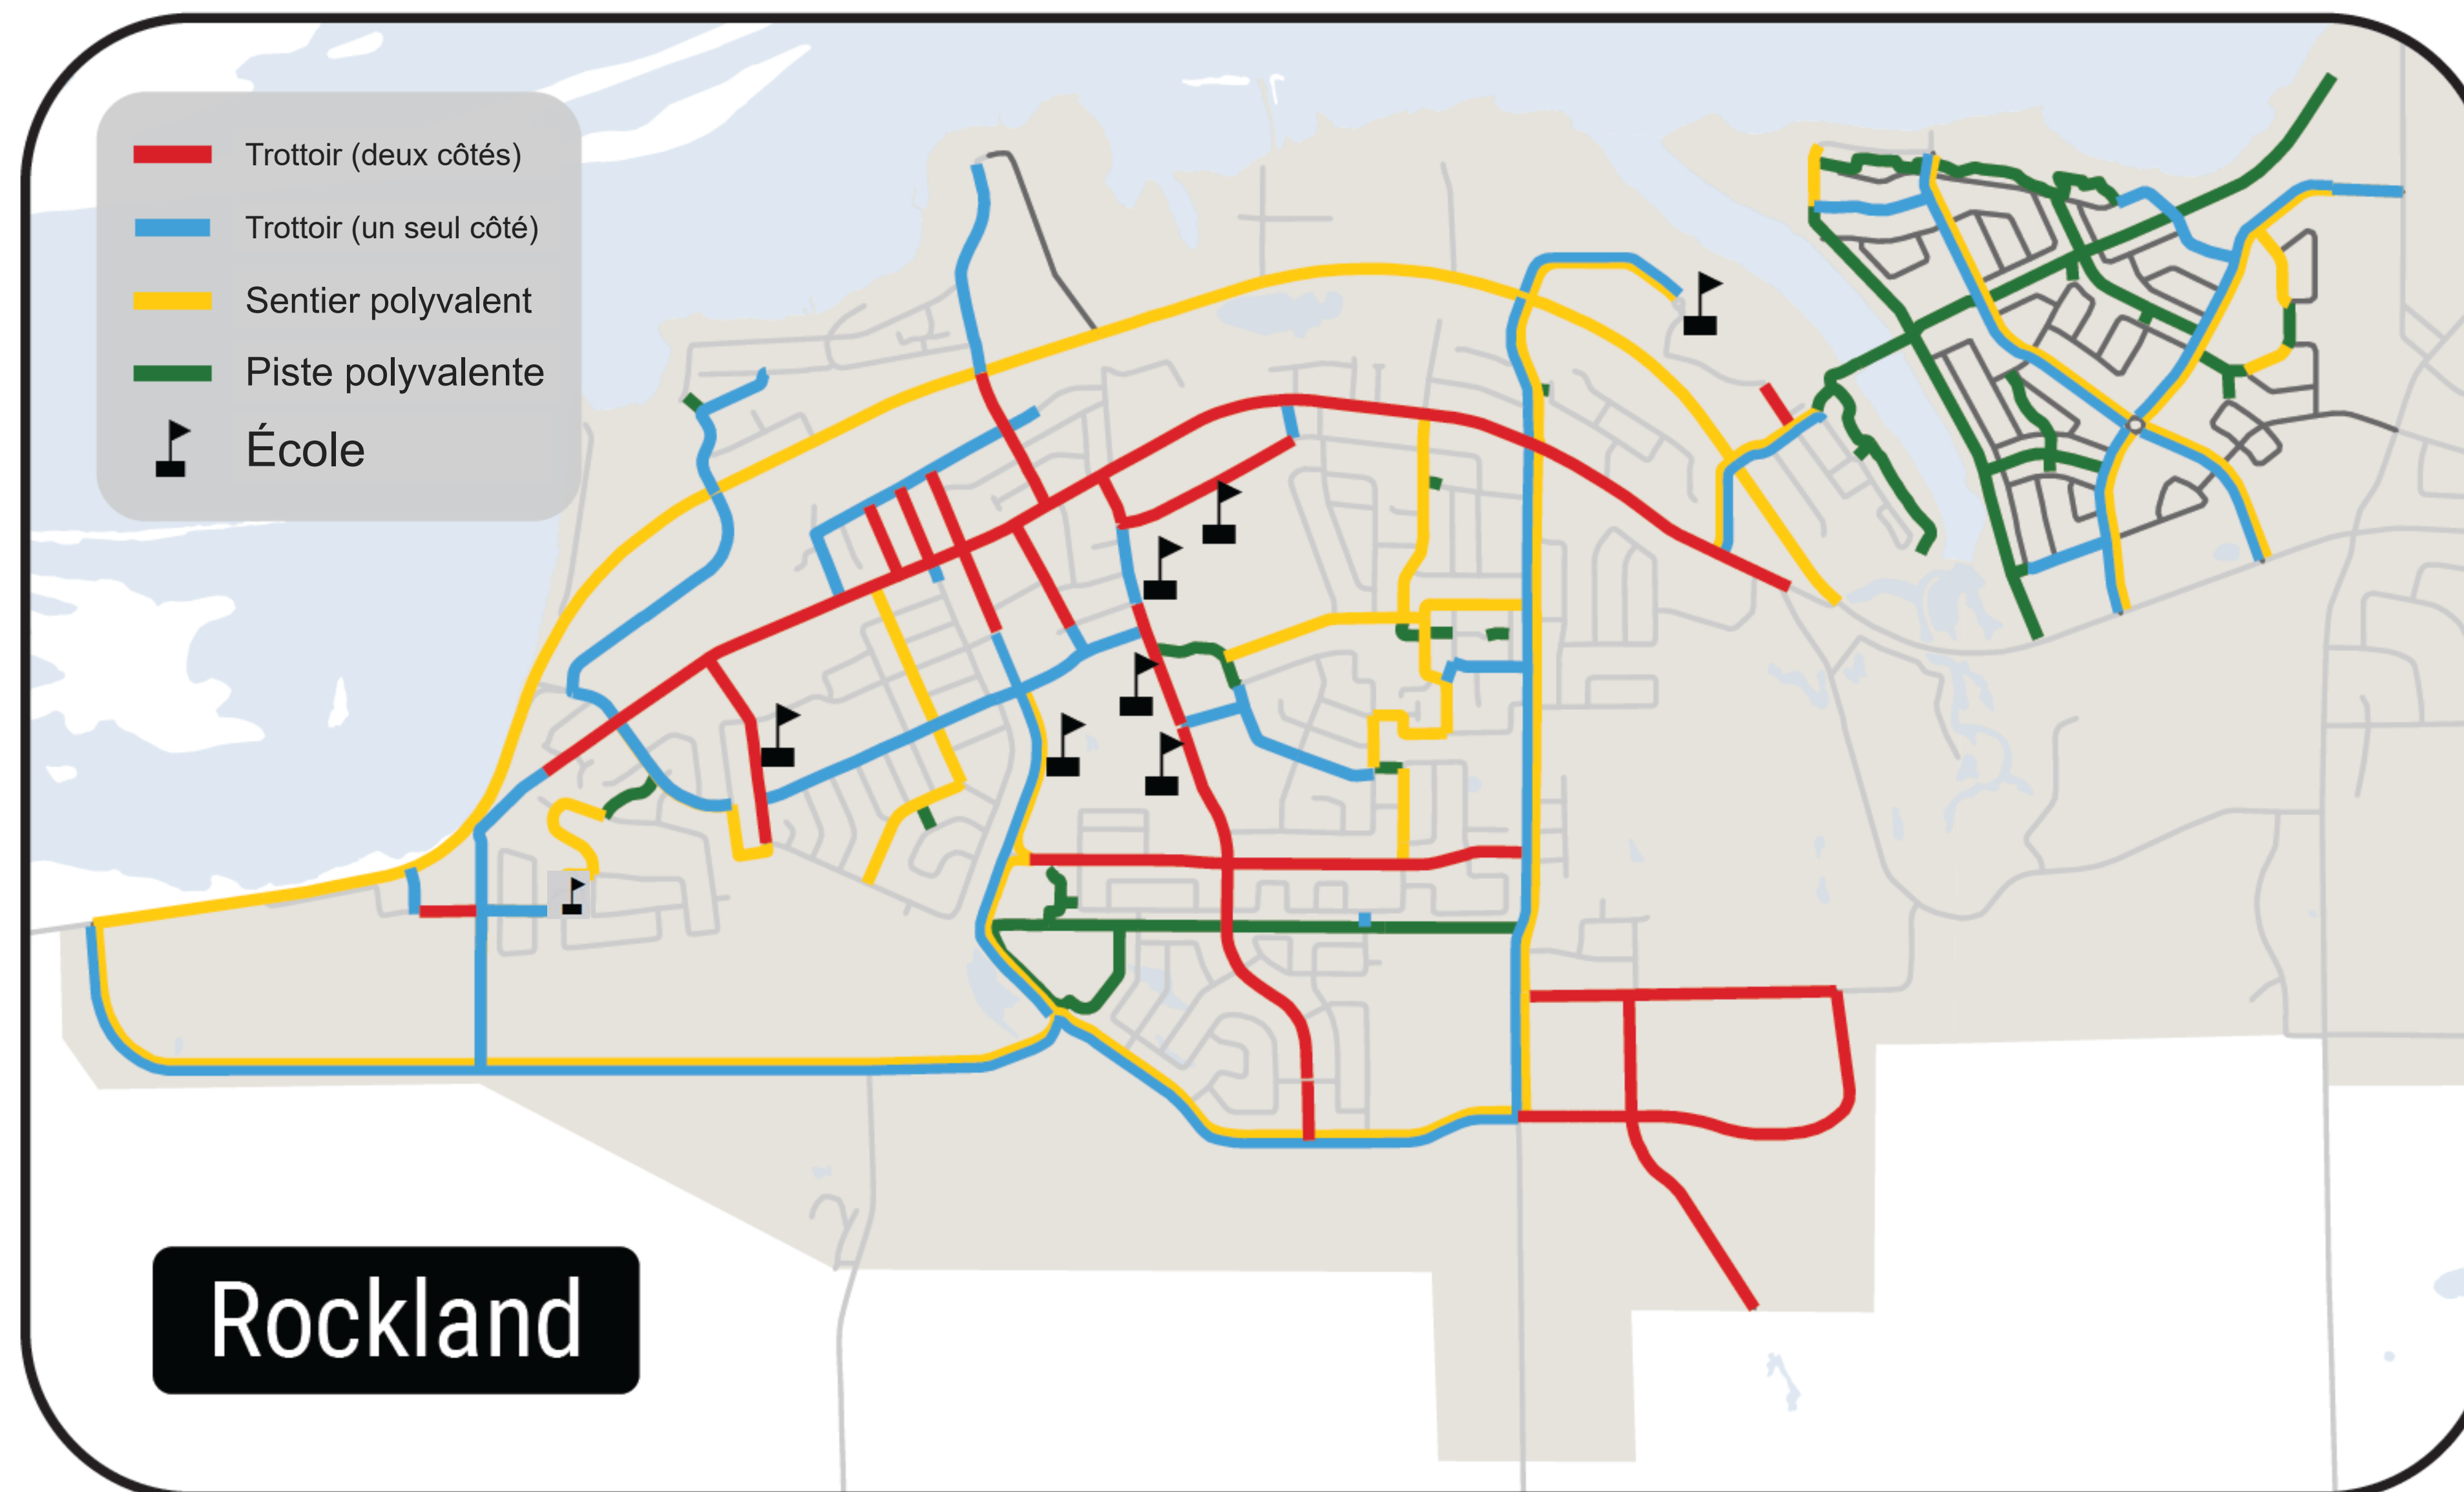 Trottoir (deux côtés)
Trottoir (un seul côté)
Sentier polyvalent
Piste polyvalente
École
Rockland